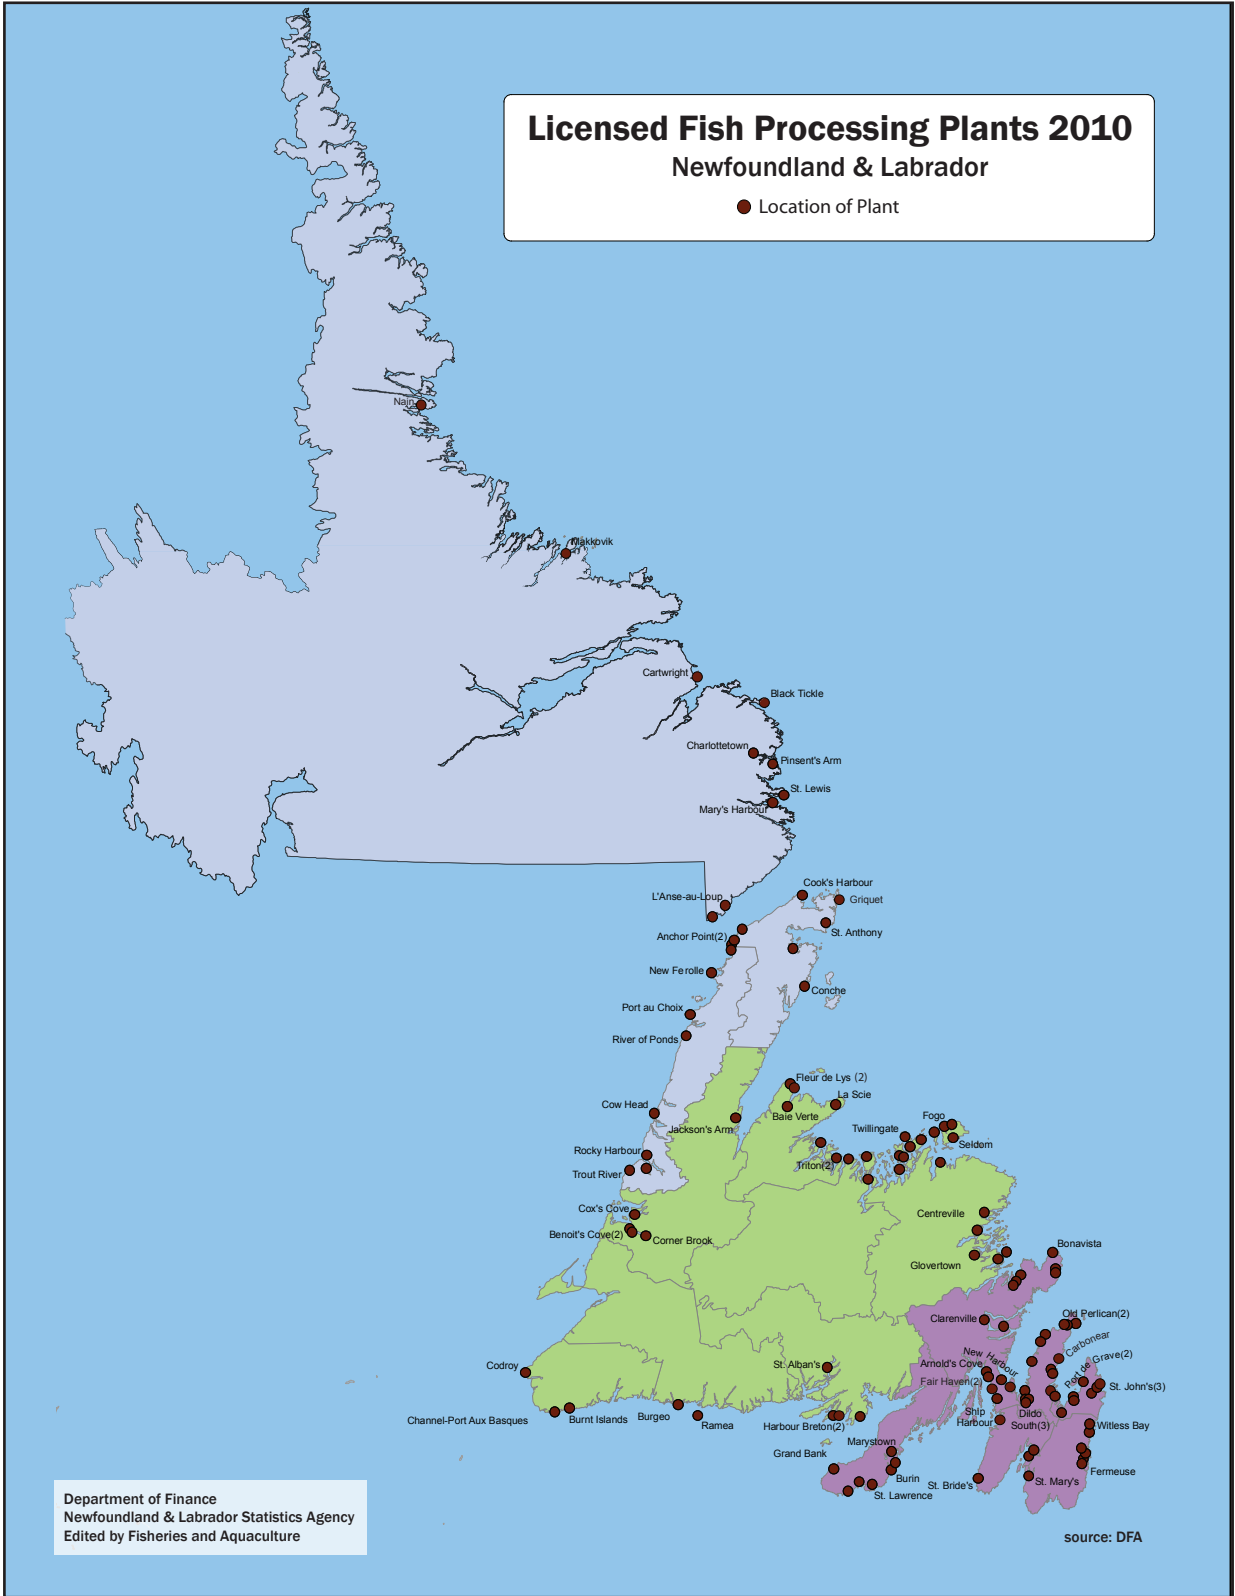 Licensed Fish Processing Plants 2010
Newfoundland & Labrador
Location of Plant
Nain
Makkovik
Cartwright
Black Tickle
Charlottetown
Pinsent's Arm
St. Lewis
Mary's Harbour
Cook's Harbour
L'Anse-au-Loup
Griquet
St. Anthony
Anchor Point(2)
New Ferolle
Conche
Port au Choix
River of Ponds
Fleur de Lys (2)
La Scie
Cow Head
Baie Verte
Fogo
Jackson's Arm
Twillingate
Seldom
Rocky Harbour
Triton(2)
Trout River
Cox's Cove
Centreville
Benoit's Cove(2)
Corner Brook
Bonavista
Glovertown
Old Perlican(2)
Clarenville
Carbonear
New Harbour
Port de Grave(2)
Codroy
St. Alban's
Arnold's Cove
Fair Haven(2)
St. John's(3)
Channel-Port Aux Basques
Burnt Islands
Burgeo
Ramea
Harbour Breton(2)
Ship
Harbour
Dildo
South(3)
Witless Bay
Marystown
Grand Bank
Burin
St. Bride's
St. Mary's
Fermeuse
St. Lawrence
Department of Finance
Newfoundland & Labrador Statistics Agency
Edited by Fisheries and Aquaculture
source: DFA